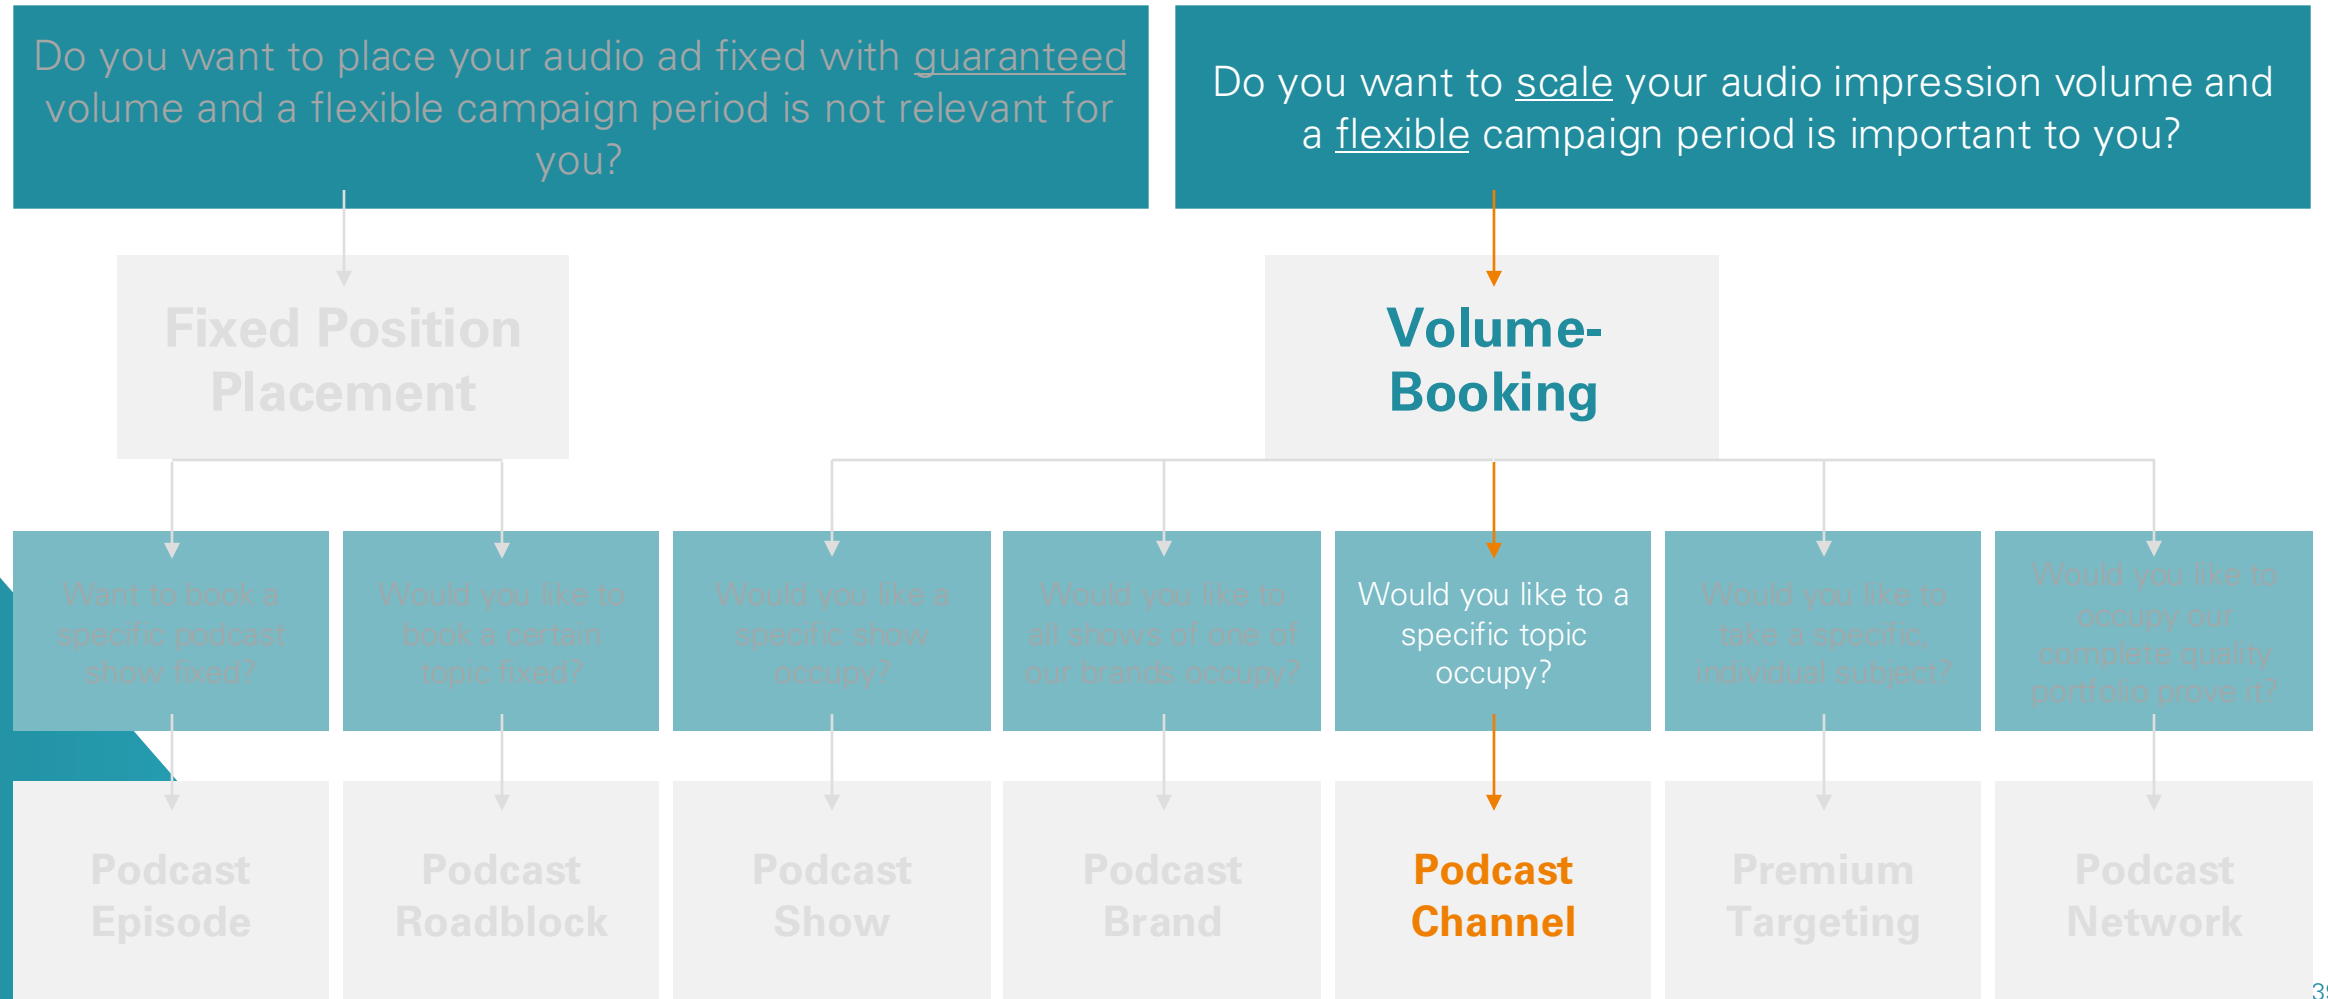 Do you want to place your audio ad fixed with guaranteed
volume and a flexible campaign period is not relevant for
you?
Do you want to scale your audio impression volume and
a flexible campaign period is important to you?
Fixed Position
Placement
Volume-
Booking
Want to book a
specific podcast
show fixed?
Would you like to
book a certain
topic fixed?
Would you like a
specific show
occupy?
Would you like to
all shows of one of
our brands occupy?
Would you like to a
specific topic
occupy?
Would you like to
take a specific,
individual subject?
Would you like to
occupy our
complete quality
portfolio prove it?
Podcast
Episode
Podcast
Roadblock
Podcast
Show
Podcast
Brand
Podcast
Channel
Premium
Targeting
Podcast
Network